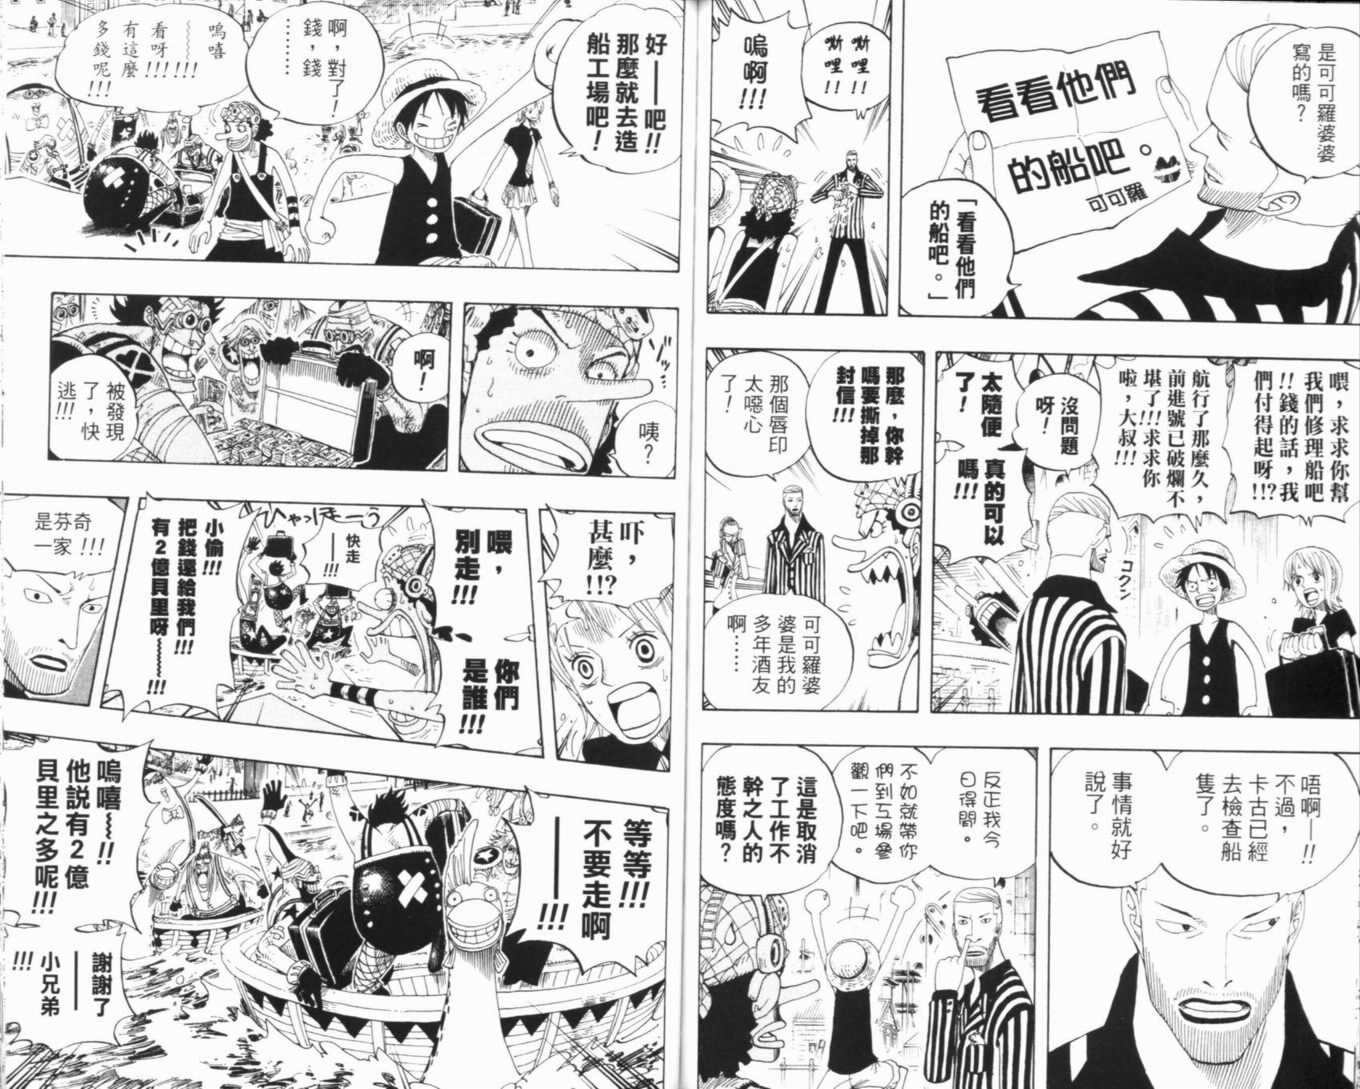 是可可羅婆婆
寫的嗎？
看看他們
的船吧。
可可羅
「看看他們
的船吧。」
嘶哩!!
嘶哩!!
嗚啊!!!
喂，求求你幫
我們修理船吧
!!錢的話，我
們付得起呀!!?
航行了那麼久，
前進號已破爛不
堪了!!!求求你
啦，大叔!!!
沒問題
呀！
太隨便
了！
真的可以
嗎!!!
コクン
那麼，你幹
嗎要撕掉那
封信!!!
那個唇印
太噁心
了！
可可羅婆
婆是我的
多年酒友
啊……
唔啊——!!
不過，
卡古已經
去檢查船
隻了。
事情就好
說了。
反正我今
日得閒。
不如就帶你
們到互場參
觀一下吧。
這是取消
了工作不
幹之人的
態度嗎？
好——吧!!
那麼就去造
船工場吧！
啊，對了！
錢，錢
………
嗚嘻
～～!!!
看呀!!!
有這麼
多錢呢
!!!
咦？
啊！
被發現
了，快
逃!!!
吓，
甚麼!!?
喂，
別走!!!
你們
是誰!!!
ひゃっほーう
快走
——!!!
小偷!!!
把錢還給我們!!!
有2億貝里呀～～～!!!
是芬奇
一家!!!
等等!!!
不要走啊
——!!!
嗚嘻～～!!
他說有2億
貝里之多呢!!!
謝謝了
——小兄弟
!!!